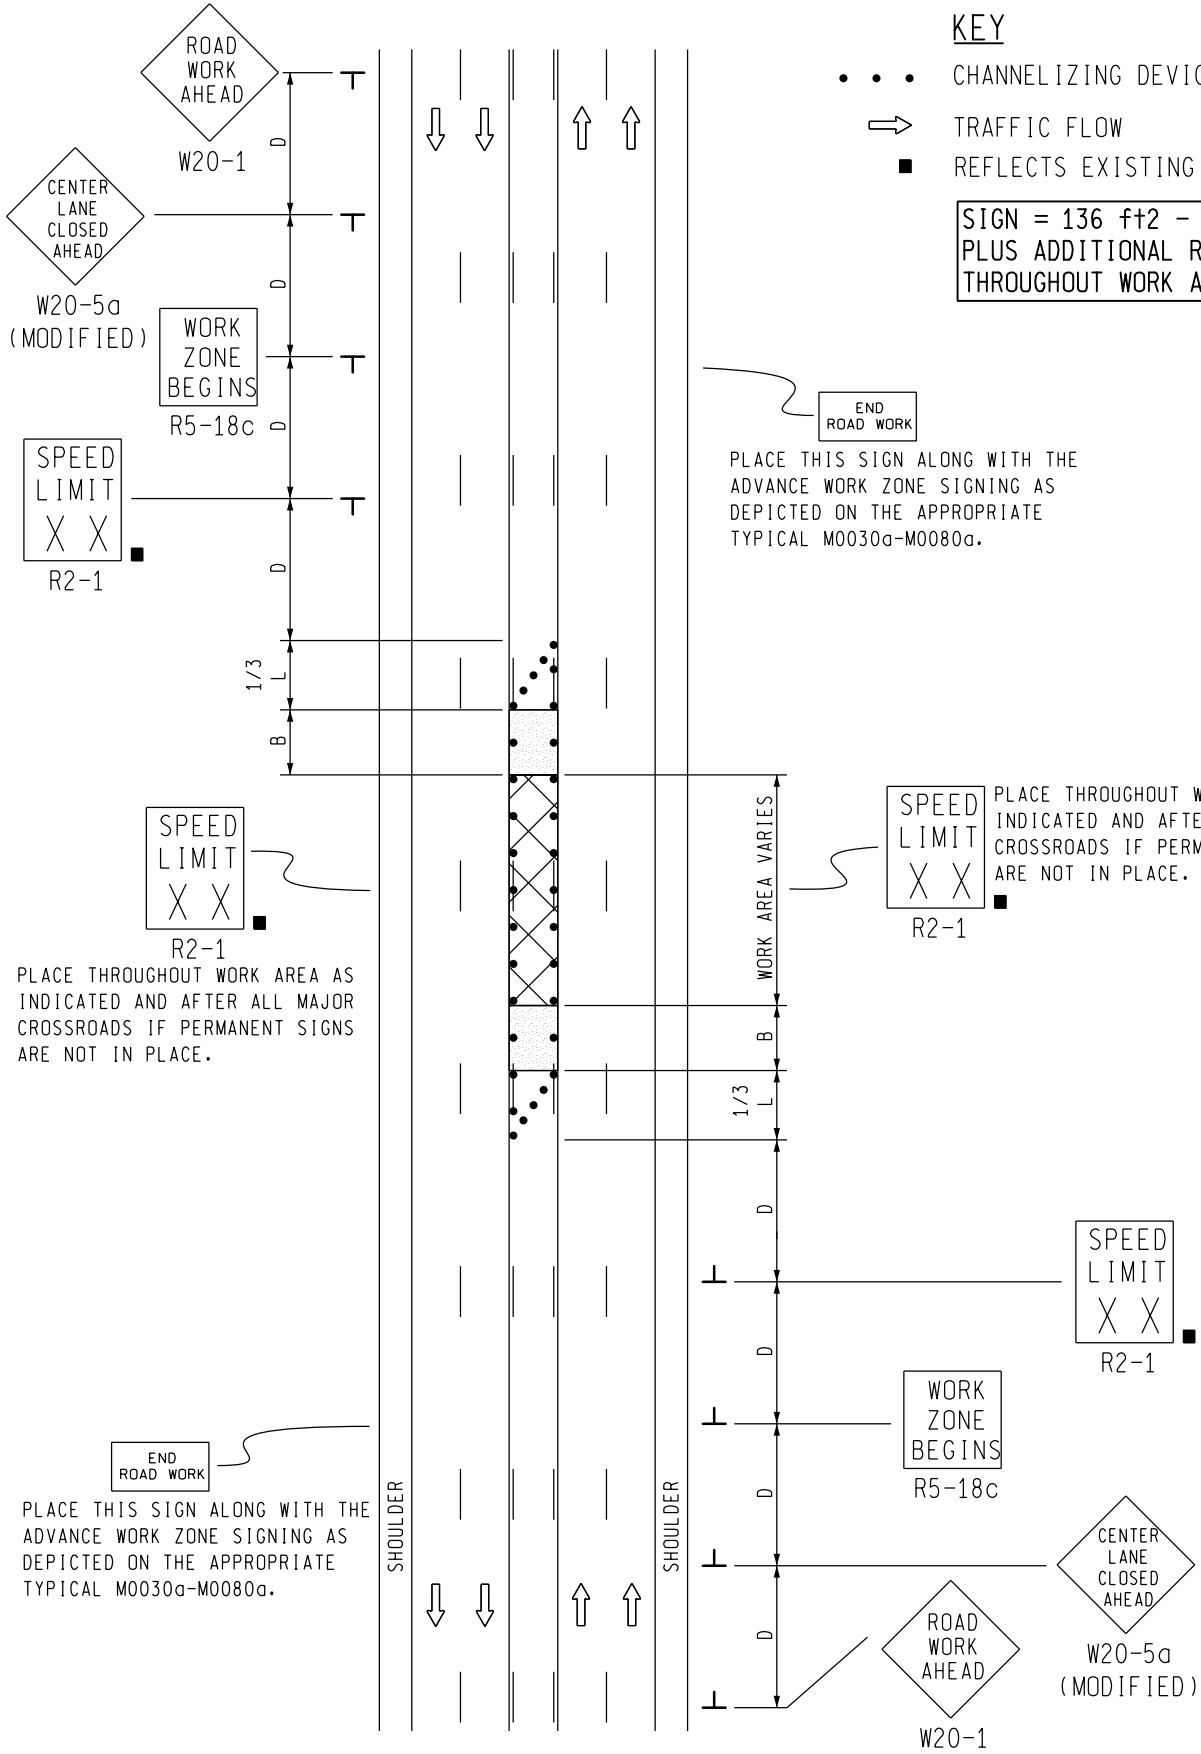 KEY
CHANNELIZING DEVIC
TRAFFIC FLOW
REFLECTS EXISTING
SIGN = 136 ft2 -
PLUS ADDITIONAL R
THROUGHOUT WORK A
ROAD
WORK
AHEAD
W20-1
D
CENTER
LANE
CLOSED
AHEAD
W20-5a
(MODIFIED)
D
WORK
ZONE
BEGINS
R5-18c
D
SPEED
LIMIT
X X
R2-1
D
1/3
L
B
END
ROAD WORK
PLACE THIS SIGN ALONG WITH THE
ADVANCE WORK ZONE SIGNING AS
DEPICTED ON THE APPROPRIATE
TYPICAL M0030a-M0080a.
SPEED
LIMIT
X X
R2-1
PLACE THROUGHOUT WORK AREA AS
INDICATED AND AFTER ALL MAJOR
CROSSROADS IF PERMANENT SIGNS
ARE NOT IN PLACE.
WORK AREA VARIES
SPEED
LIMIT
X X
R2-1
PLACE THROUGHOUT W
INDICATED AND AFTE
CROSSROADS IF PERM
ARE NOT IN PLACE.
B
1/3
L
D
SPEED
LIMIT
X X
R2-1
D
WORK
ZONE
BEGINS
R5-18c
D
CENTER
LANE
CLOSED
AHEAD
W20-5a
(MODIFIED)
D
ROAD
WORK
AHEAD
W20-1
END
ROAD WORK
PLACE THIS SIGN ALONG WITH THE
ADVANCE WORK ZONE SIGNING AS
DEPICTED ON THE APPROPRIATE
TYPICAL M0030a-M0080a.
SHOULDER
SHOULDER